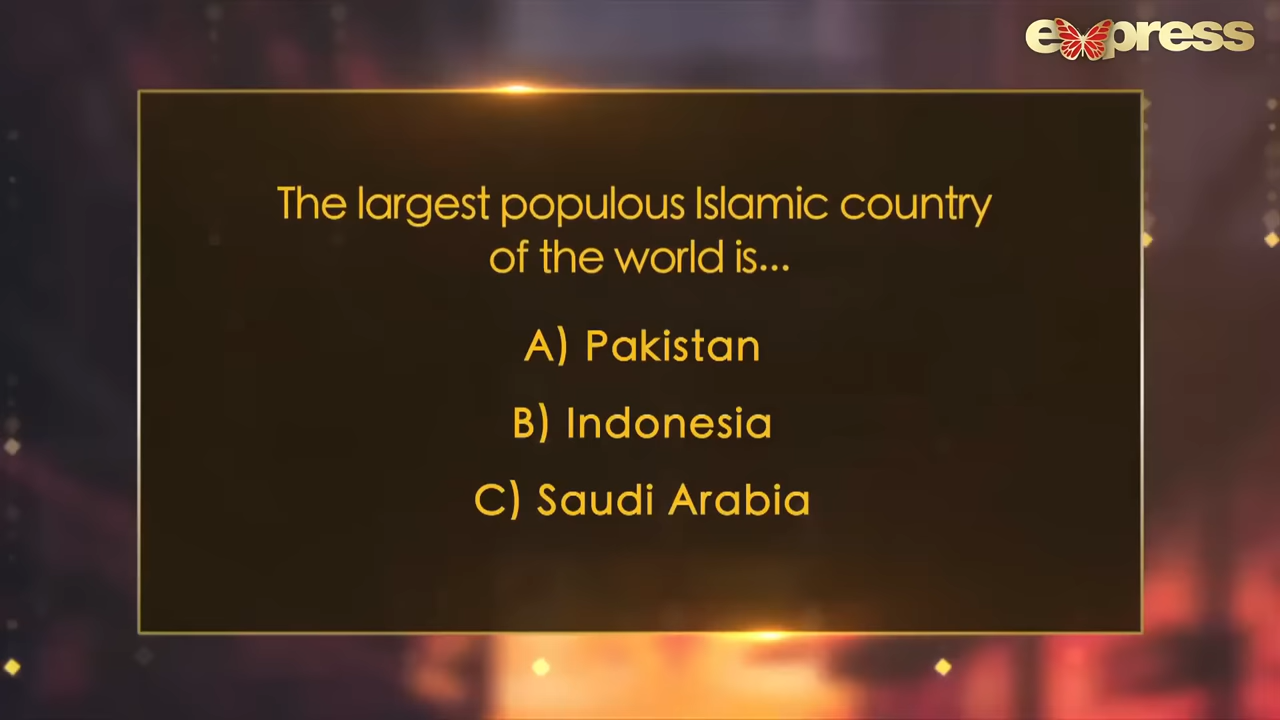 express
The largest populous Islamic country
of the world is...
A) Pakistan
B) Indonesia
C) Saudi Arabia